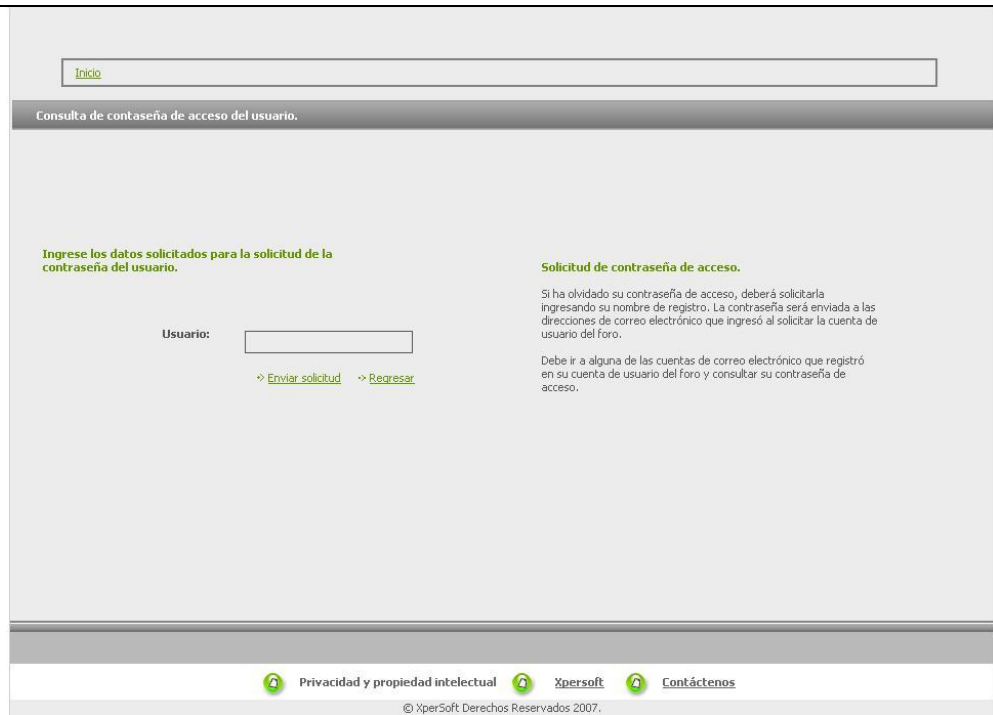 Inicio
Consulta de contaseña de acceso del usuario.
Ingrese los datos solicitados para la solicitud de la
contraseña del usuario.
Usuario:
Enviar solicitud
Regresar
Solicitud de contraseña de acceso.
Si ha olvidado su contraseña de acceso, deberá solicitarla
ingresando su nombre de registro. La contraseña será enviada a las
direcciones de correo electrónico que ingresó al solicitar la cuenta de
usuario del foro.
Debe ir a alguna de las cuentas de correo electrónico que registró
en su cuenta de usuario del foro y consultar su contraseña de
acceso.
Privacidad y propiedad intelectual
Xpersoft
Contáctenos
© XperSoft Derechos Reservados 2007.